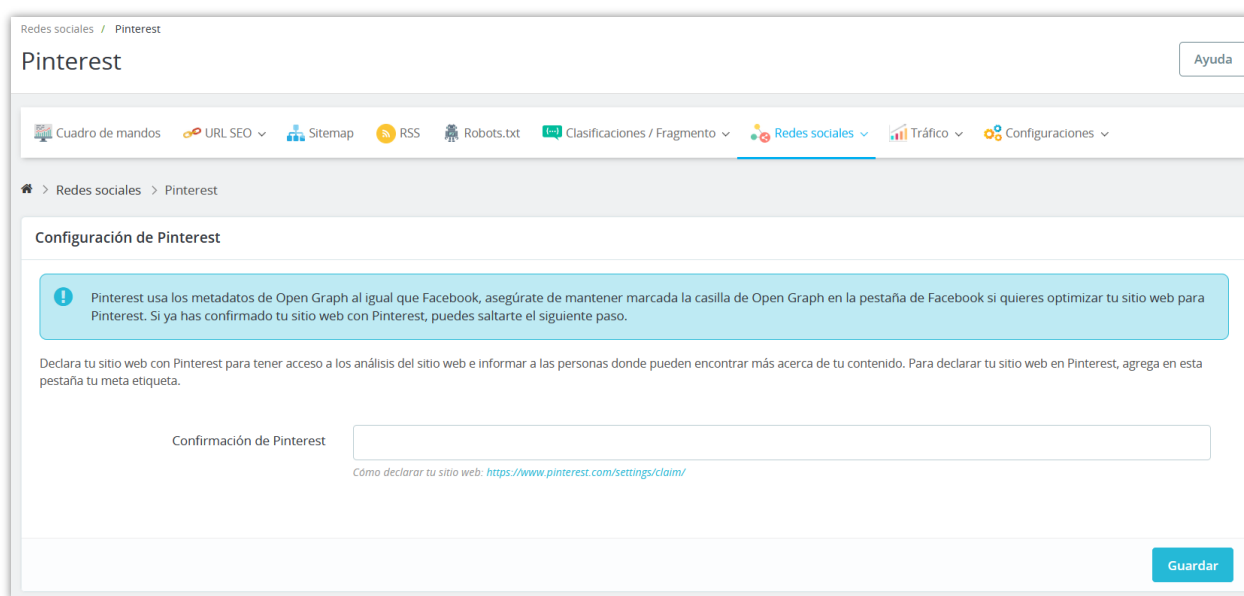 Redes sociales / Pinterest
Pinterest
Ayuda
Cuadro de mandos URL SEO Sitemap RSS Robots.txt Clasificaciones / Fragmento Redes sociales Tráfico Configuraciones
> Redes sociales > Pinterest
Configuración de Pinterest
Pinterest usa los metadatos de Open Graph al igual que Facebook, asegúrate de mantener marcada la casilla de Open Graph en la pestaña de Facebook si quieres optimizar tu sitio web para
Pinterest. Si ya has confirmado tu sitio web con Pinterest, puedes saltarte el siguiente paso.
Declara tu sitio web con Pinterest para tener acceso a los análisis del sitio web e informar a las personas donde pueden encontrar más acerca de tu contenido. Para declarar tu sitio web en Pinterest, agrega en esta
pestaña tu meta etiqueta.
Confirmación de Pinterest
Cómo declarar tu sitio web: https://www.pinterest.com/settings/claim/
Guardar